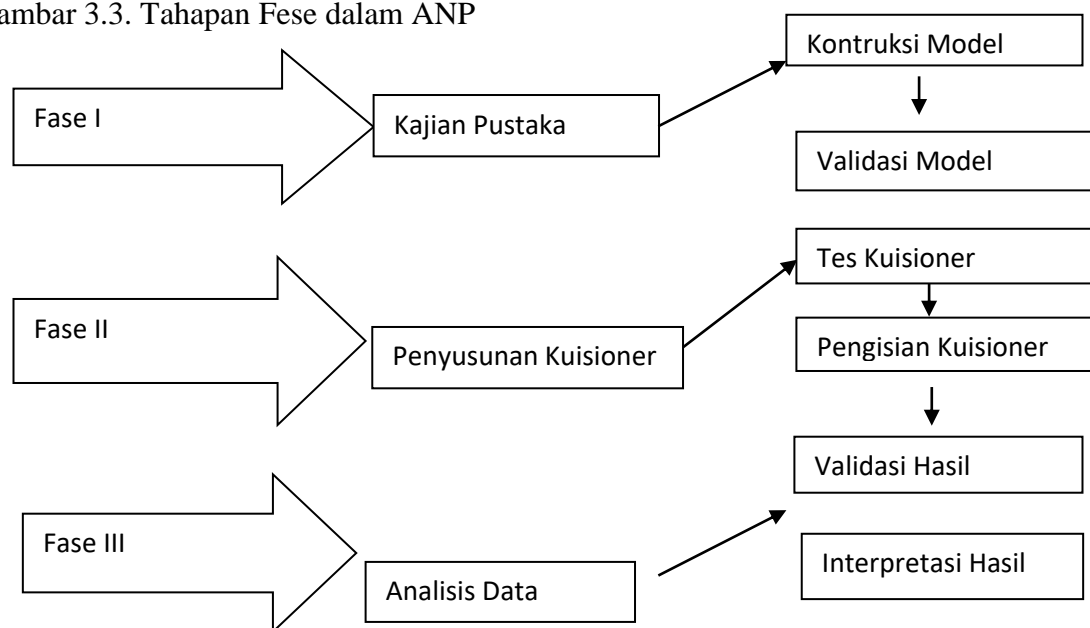 ambar 3.3. Tahapan Fese dalam ANP
Kontruksi Model
Fase I
Kajian Pustaka
Validasi Model
Tes Kuisioner
Fase II
Penyusunan Kuisioner
Pengisian Kuisioner
Validasi Hasil
Fase III
Analisis Data
Interpretasi Hasil